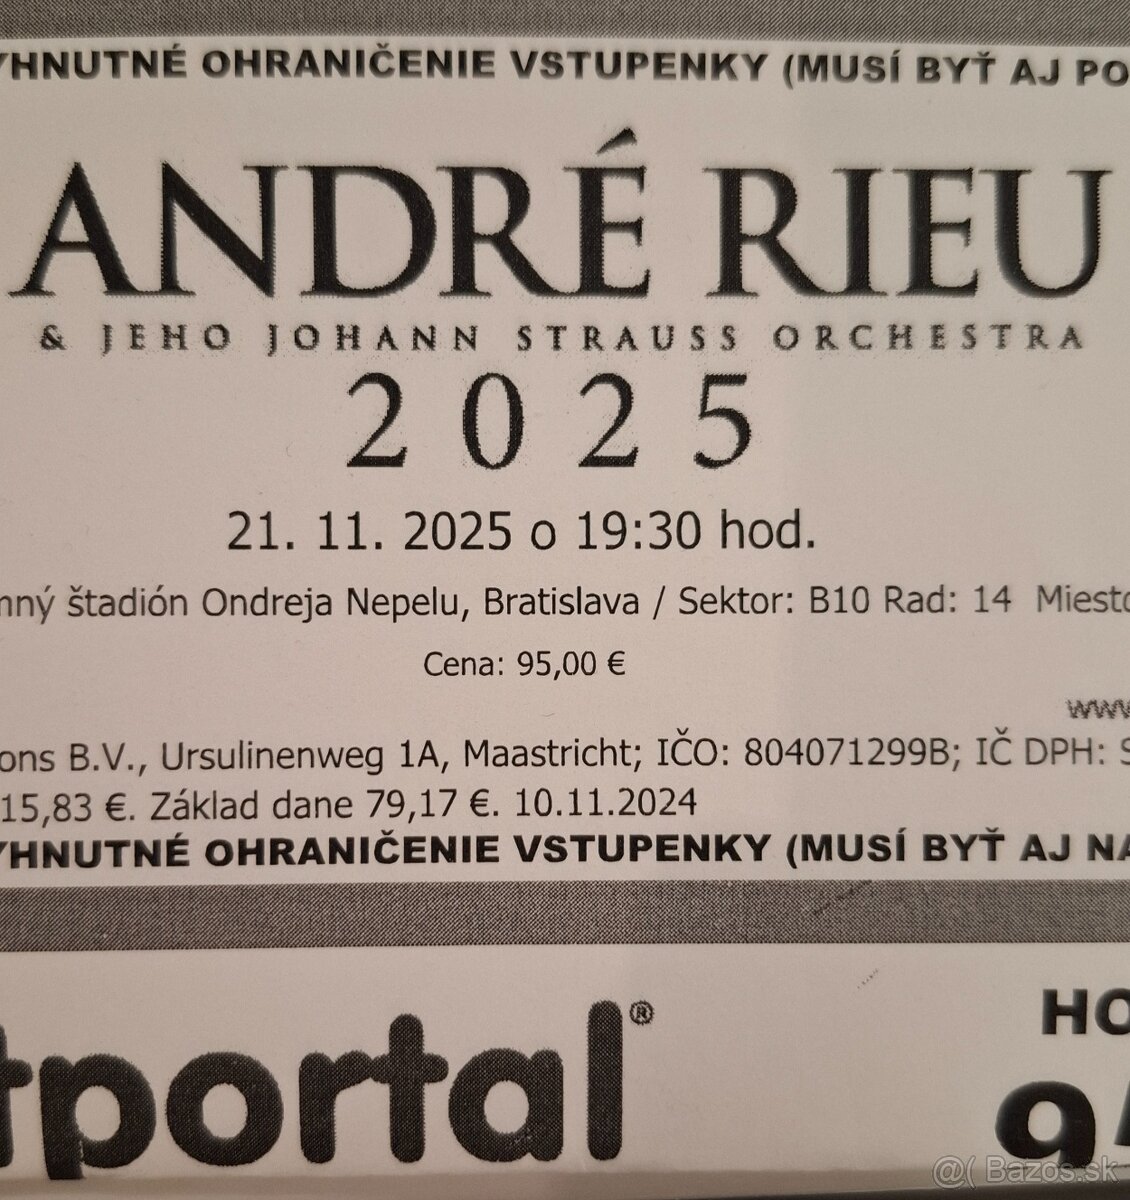 YHNUTNÉ OHRANIČENIE VSTUPENKY (MUSÍ BYŤ AJ PO
ANDRÉ RIEU
& JEHO JOHANN STRAUSS ORCHESTRA
2025
21. 11. 2025 o 19:30 hod.
mný štadión Ondreja Nepelu, Bratislava / Sektor: B10 Rad: 14 Miesto
Cena: 95,00 €
www
ons B.V., Ursulinenweg 1A, Maastricht; IČO: 804071299B; IČ DPH: S
15,83 €. Základ dane 79,17 €. 10.11.2024
YHNUTNÉ OHRANIČENIE VSTUPENKY (MUSÍ BYŤ AJ NA
tportal®
HO
@( Bazos.sk